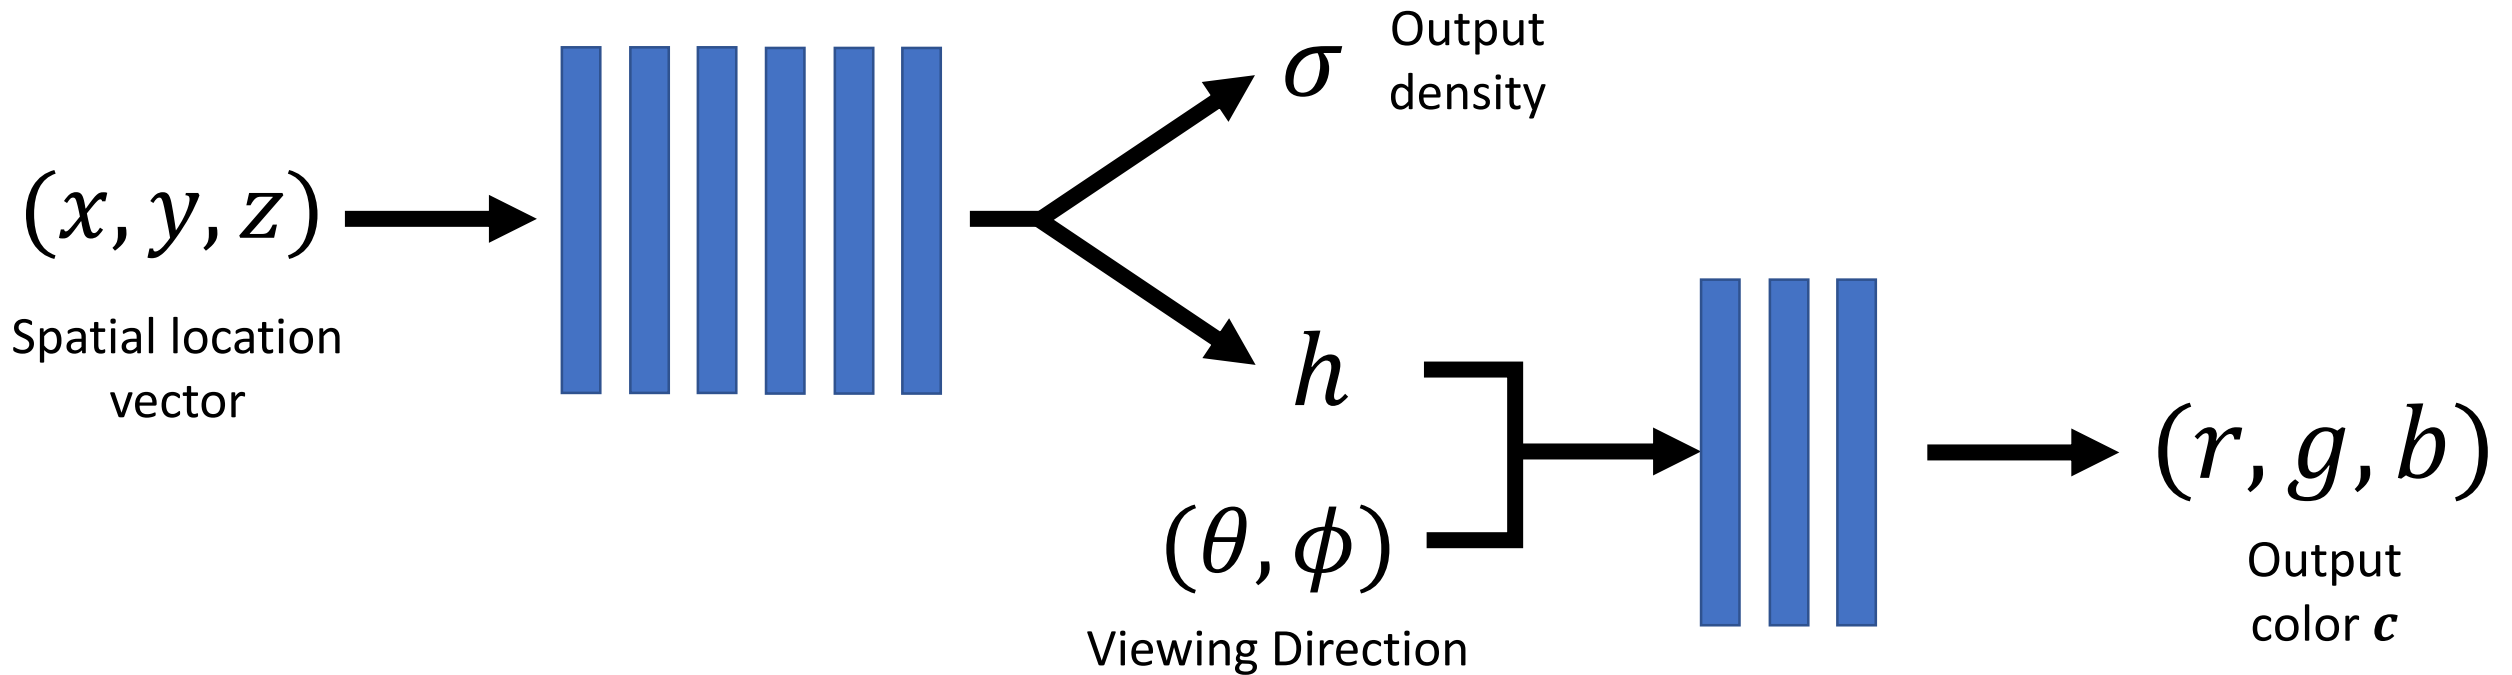 (x, y, z)
Spatial location
vector
σ
Output
density
h
(θ, ϕ)
Viewing Direction
(r, g, b)
Output
color c